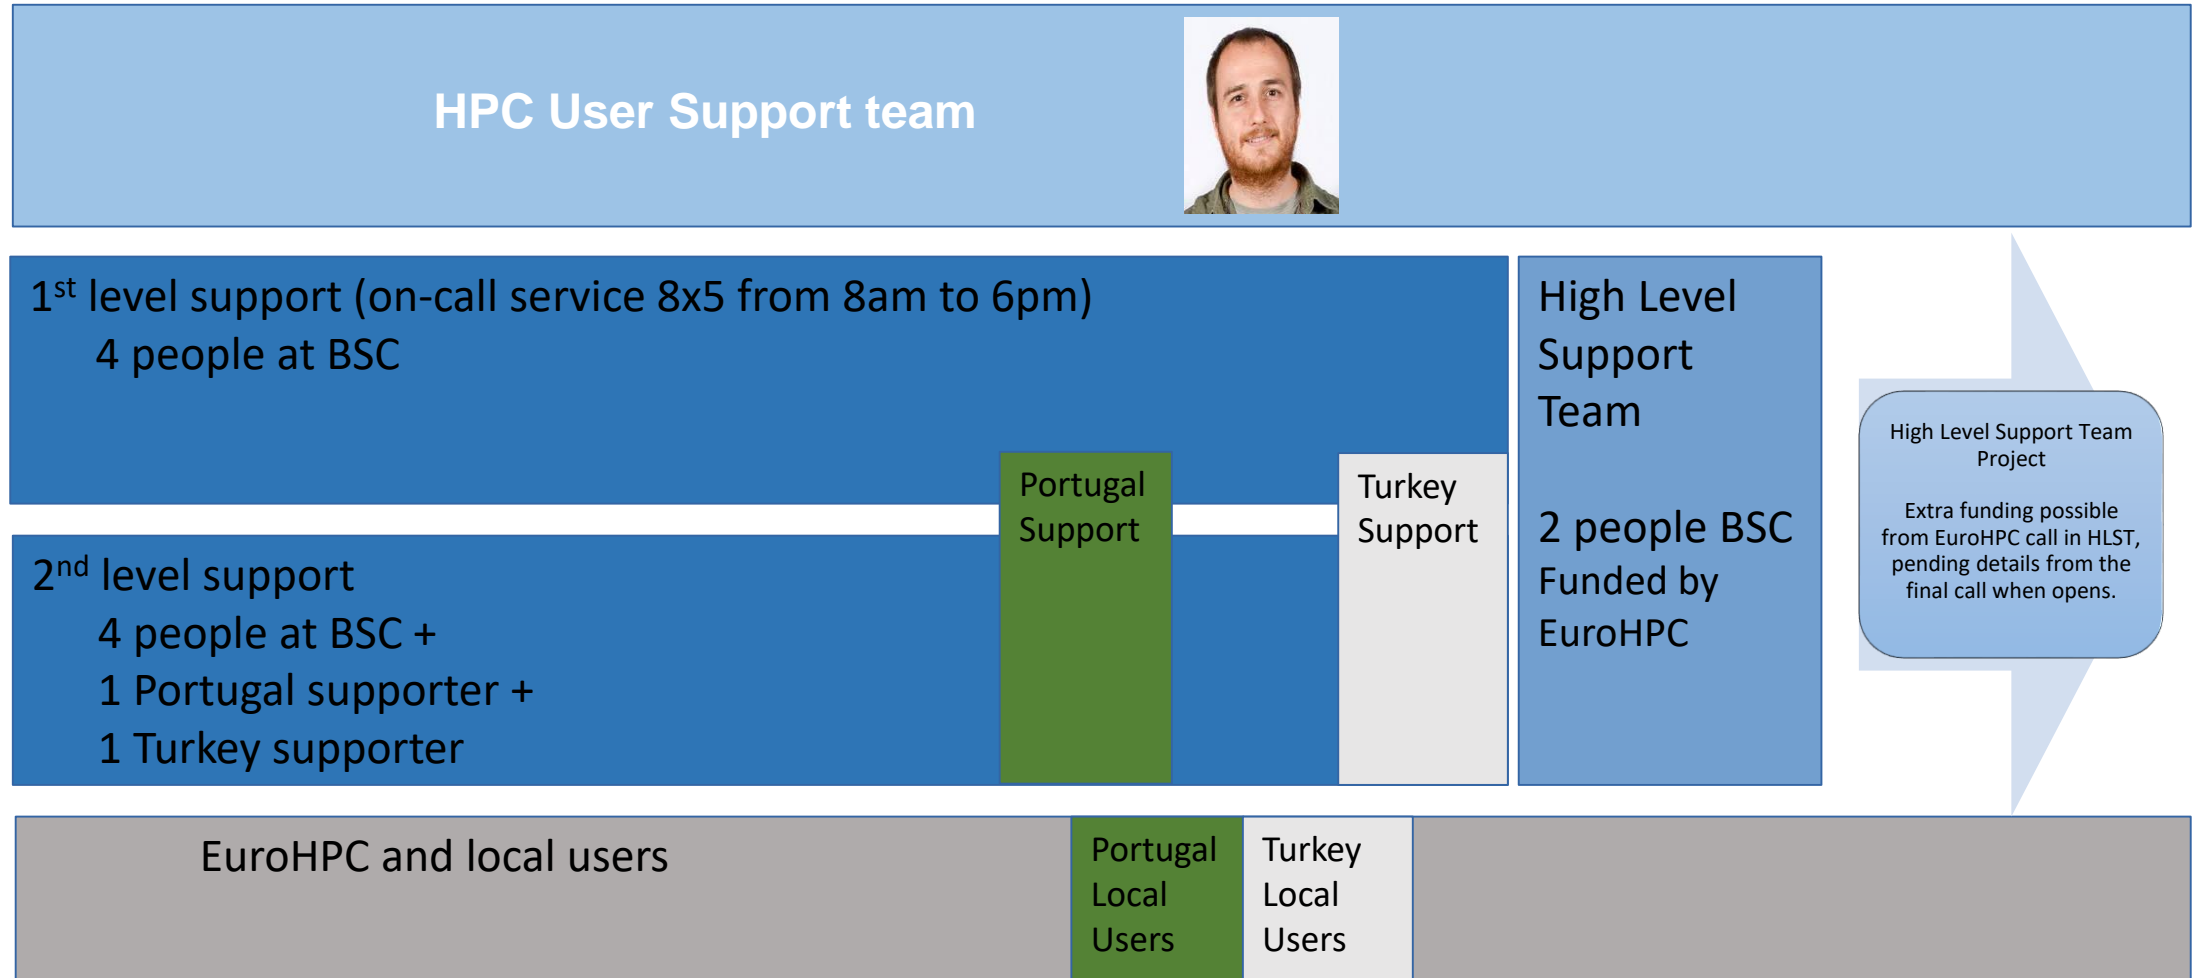 HPC User Support team
1st level support (on-call service 8x5 from 8am to 6pm)
4 people at BSC
High Level
Support
Team
2 people BSC
Funded by
EuroHPC
Portugal
Support
Turkey
Support
2nd level support
4 people at BSC +
1 Portugal supporter +
1 Turkey supporter
High Level Support Team
Project
Extra funding possible
from EuroHPC call in HLST,
pending details from the
final call when opens.
EuroHPC and local users
Portugal
Local
Users
Turkey
Local
Users